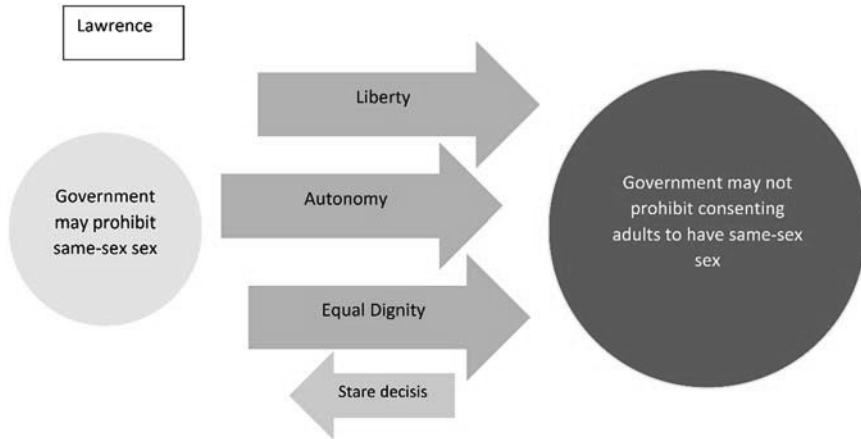 Lawrence
Liberty
Government
may prohibit
same-sex sex
Autonomy
Government may not
prohibit consenting
adults to have same-sex
sex
Equal Dignity
Stare decisis